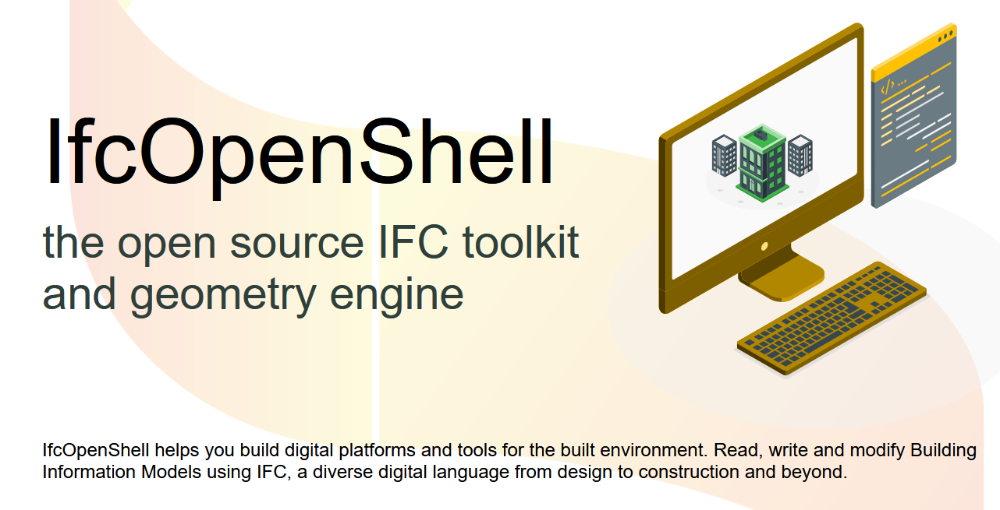 IfcOpenShell
the open source IFC toolkit
and geometry engine
</> ...
IfcOpenShell helps you build digital platforms and tools for the built environment. Read, write and modify Building
Information Models using IFC, a diverse digital language from design to construction and beyond.